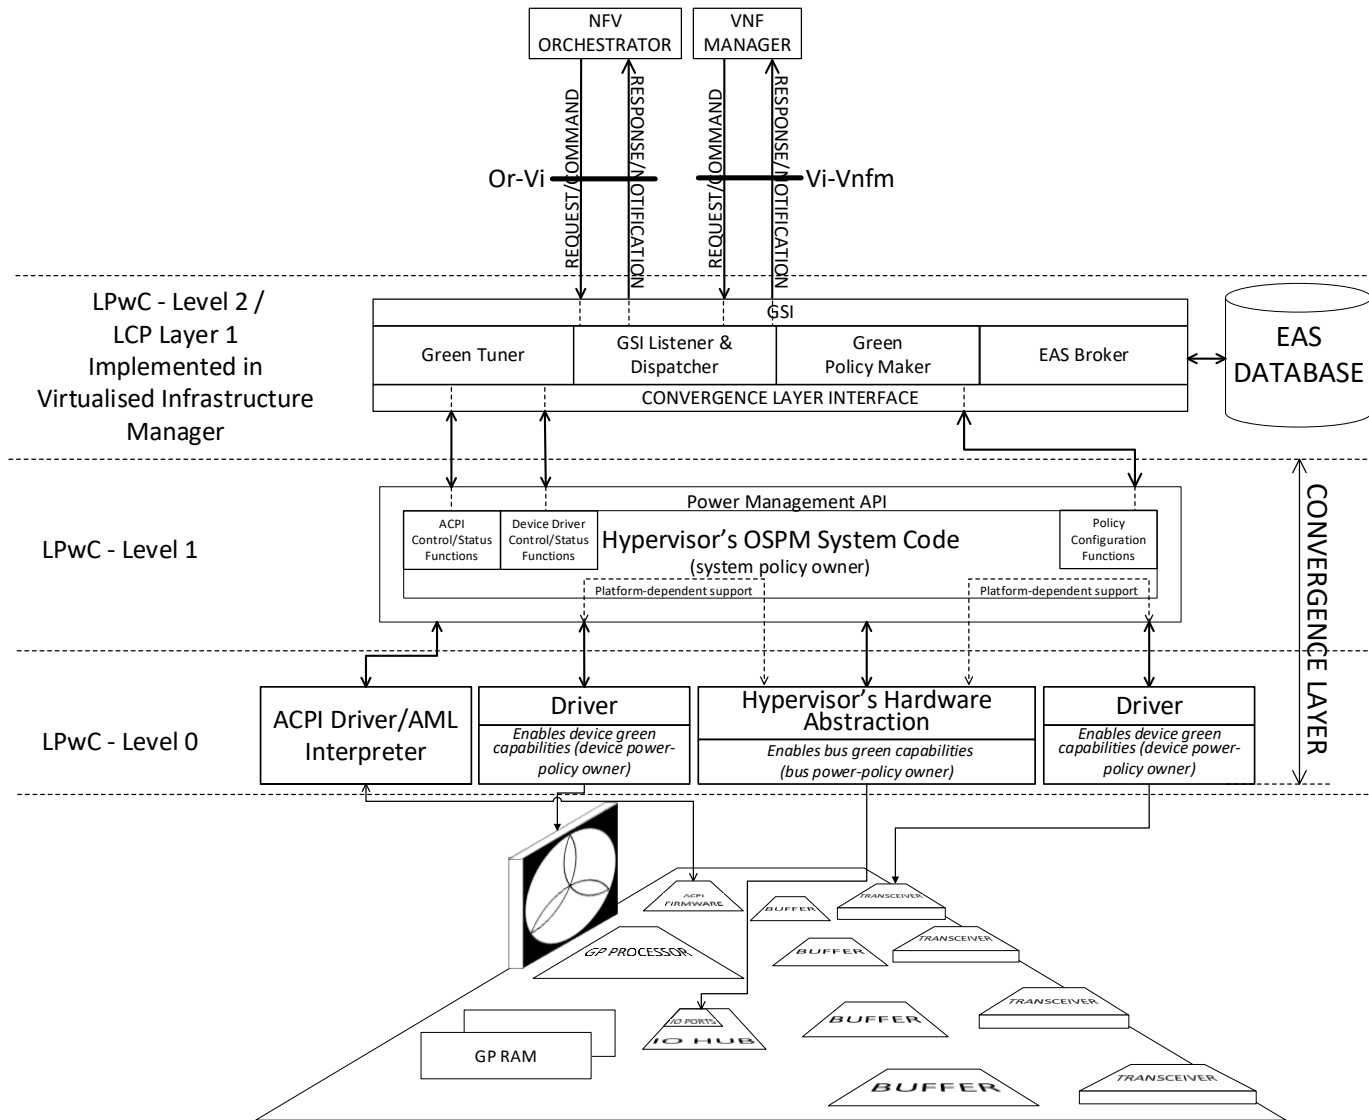 NFV
ORCHESTRATOR
VNF
MANAGER
REQUEST/COMMAND
RESPONSE/NOTIFICATION
REQUEST/COMMAND
RESPONSE/NOTIFICATION
Or-Vi
Vi-Vnfm
LPwC - Level 2 /
LCP Layer 1
Implemented in
Virtualised Infrastructure
Manager
GSI
Green Tuner
GSI Listener &
Dispatcher
Green
Policy Maker
EAS Broker
CONVERGENCE LAYER INTERFACE
EAS
DATABASE
LPwC - Level 1
Power Management API
ACPI
Control/Status
Functions
Device Driver
Control/Status
Functions
Hypervisor's OSPM System Code
(system policy owner)
Policy
Configuration
Functions
Platform-dependent support
Platform-dependent support
CONVERGENCE LAYER
LPwC - Level 0
ACPI Driver/AML
Interpreter
Driver
Enables device green
capabilities (device power-
policy owner)
Hypervisor's Hardware
Abstraction
Enables bus green capabilities
(bus power-policy owner)
Driver
Enables device green
capabilities (device power-
policy owner)
ACPI
FIRMWARE
BUFFER
TRANSCEIVER
GP PROCESSOR
BUFFER
TRANSCEIVER
IO PORTS
IO HUB
BUFFER
TRANSCEIVER
GP RAM
BUFFER
TRANSCEIVER